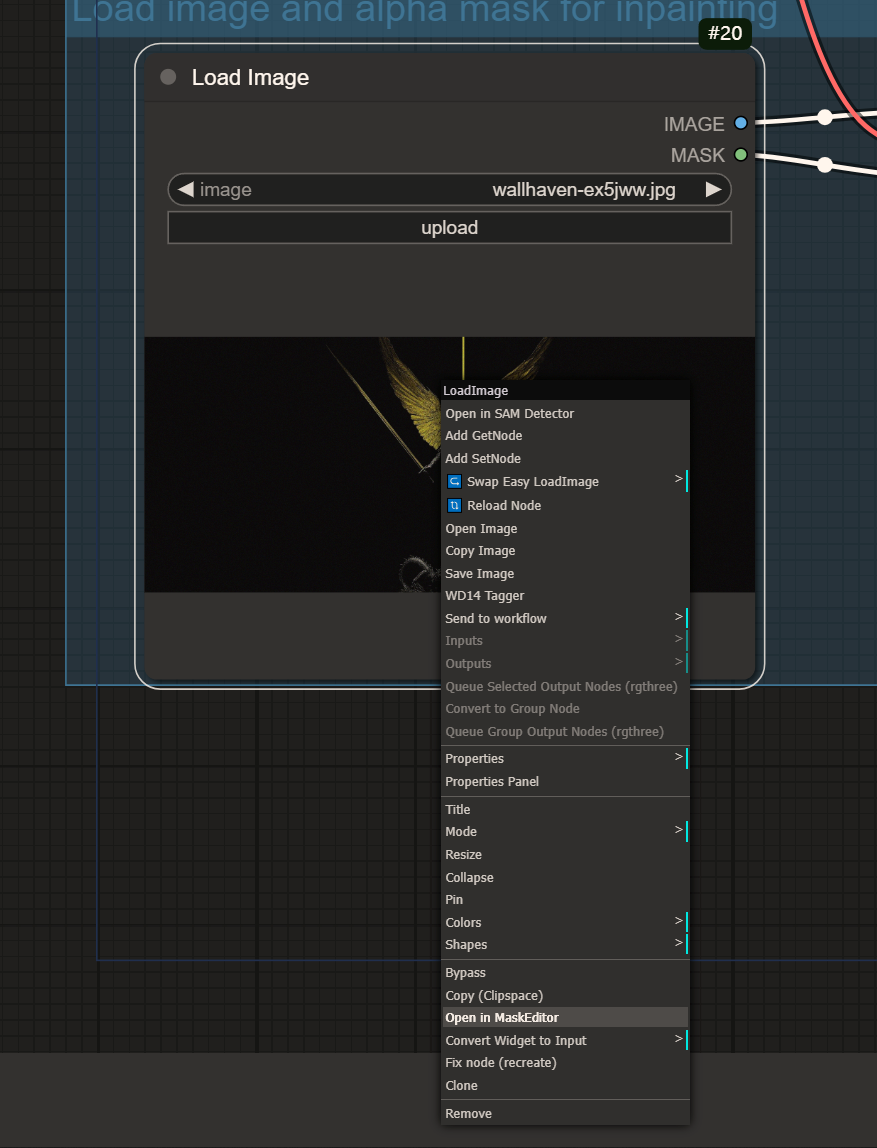 Load image and alpha mask for inpainting
#20
Load Image
IMAGE
MASK
image wallhaven-ex5jww.jpg
upload
LoadImage
Open in SAM Detector
Add GetNode
Add SetNode
Swap Easy LoadImage >
Reload Node
Open Image
Copy Image
Save Image
WD14 Tagger
Send to workflow >
Inputs >
Outputs >
Queue Selected Output Nodes (rgthree)
Convert to Group Node
Queue Group Output Nodes (rgthree)
Properties >
Properties Panel
Title
Mode >
Resize
Collapse
Pin
Colors >
Shapes >
Bypass
Copy (Clipspace)
Open in MaskEditor
Convert Widget to Input >
Fix node (recreate)
Clone
Remove